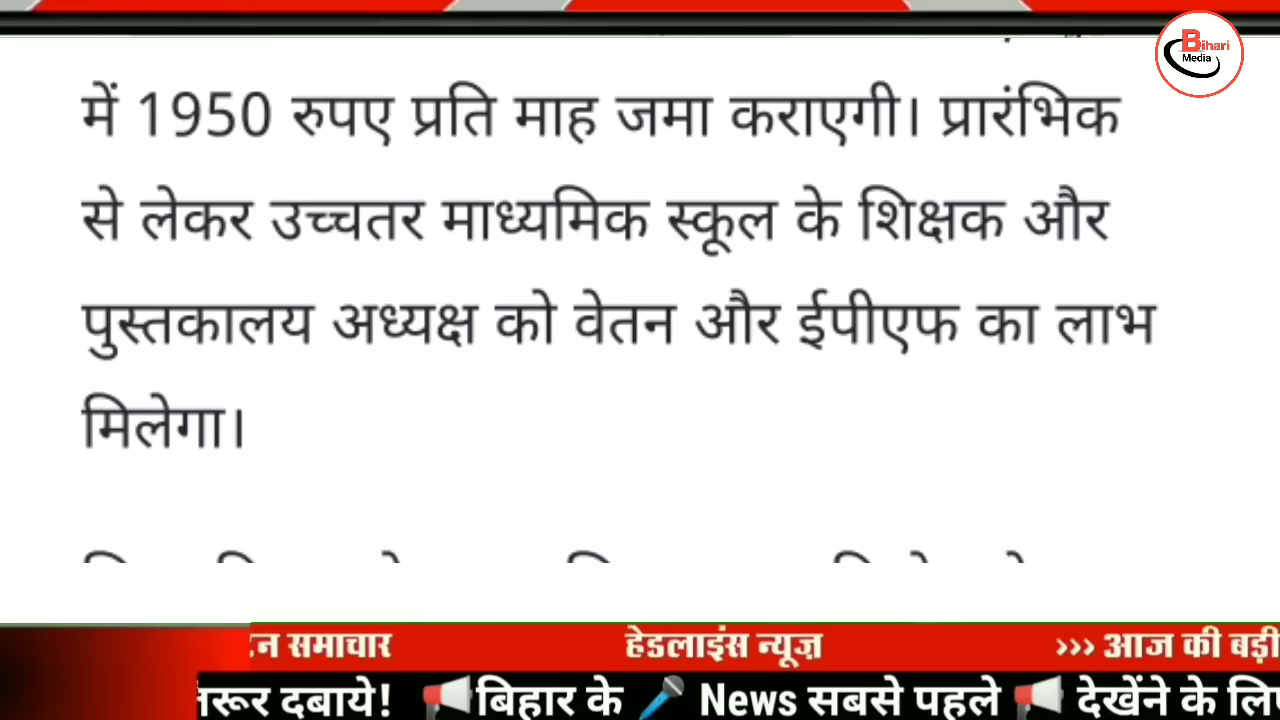 Bihari
Media
में 1950 रुपए प्रति माह जमा कराएगी। प्रारंभिक
से लेकर उच्चतर माध्यमिक स्कूल के शिक्षक और
पुस्तकालय अध्यक्ष को वेतन और ईपीएफ का लाभ
मिलेगा।
समाचार हेडलाइंस न्यूज़ >>> आज की बड़ी
दबाये! बिहार के News सबसे पहले देखेंने के